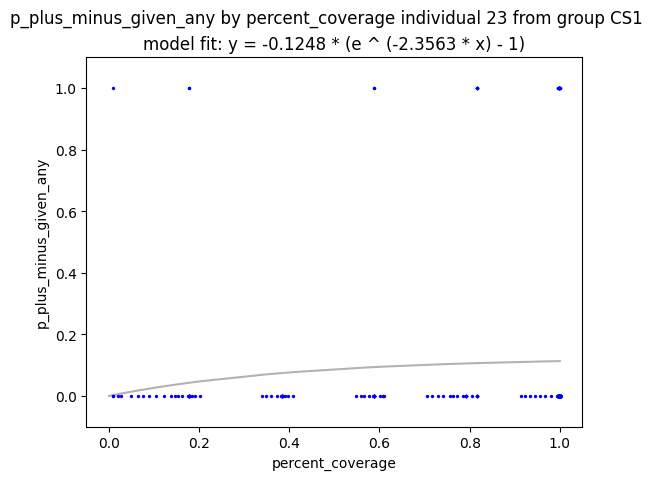 p_plus_minus_given_any by percent_coverage individual 23 from group CS1
model fit: y = -0.1248 * (e ^ (-2.3563 * x) - 1)
1.0
0.8
0.6
0.4
0.2
0.0
p_plus_minus_given_any
0.0 0.2 0.4 0.6 0.8 1.0
percent_coverage